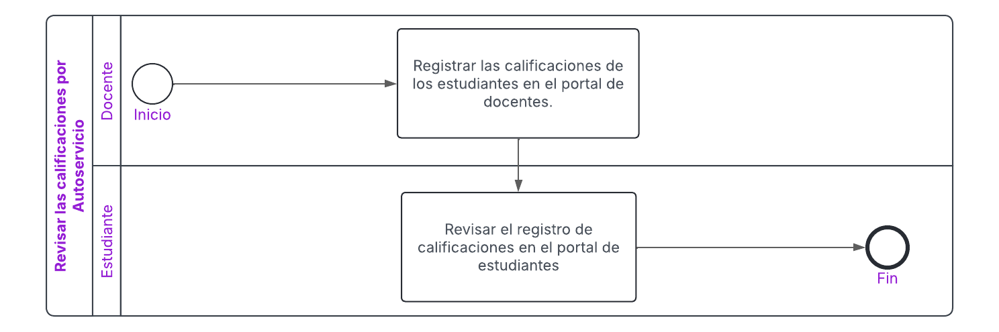 Revisar las calificaciones por
Autoservicio
Docente
Inicio
Registrar las calificaciones de
los estudiantes en el portal de
docentes.
Estudiante
Revisar el registro de
calificaciones en el portal de
estudiantes
Fin